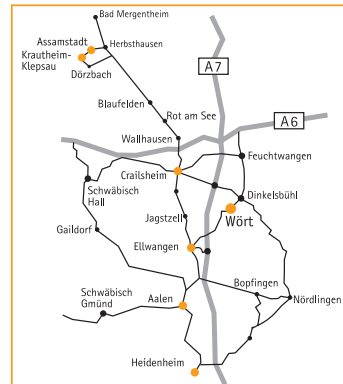 Bad Mergentheim
Assamstadt
Herbsthausen
Krautheim-
Klepsau
Dörzbach
A7
Blaufelden
Rot am See
A6
Wallhausen
Feuchtwangen
Crailsheim
Schwäbisch
Hall
Dinkelsbühl
Jagstzell
Wört
Gaildorf
Ellwangen
Bopfingen
Schwäbisch
Gmünd
Aalen
Nördlingen
Heidenheim